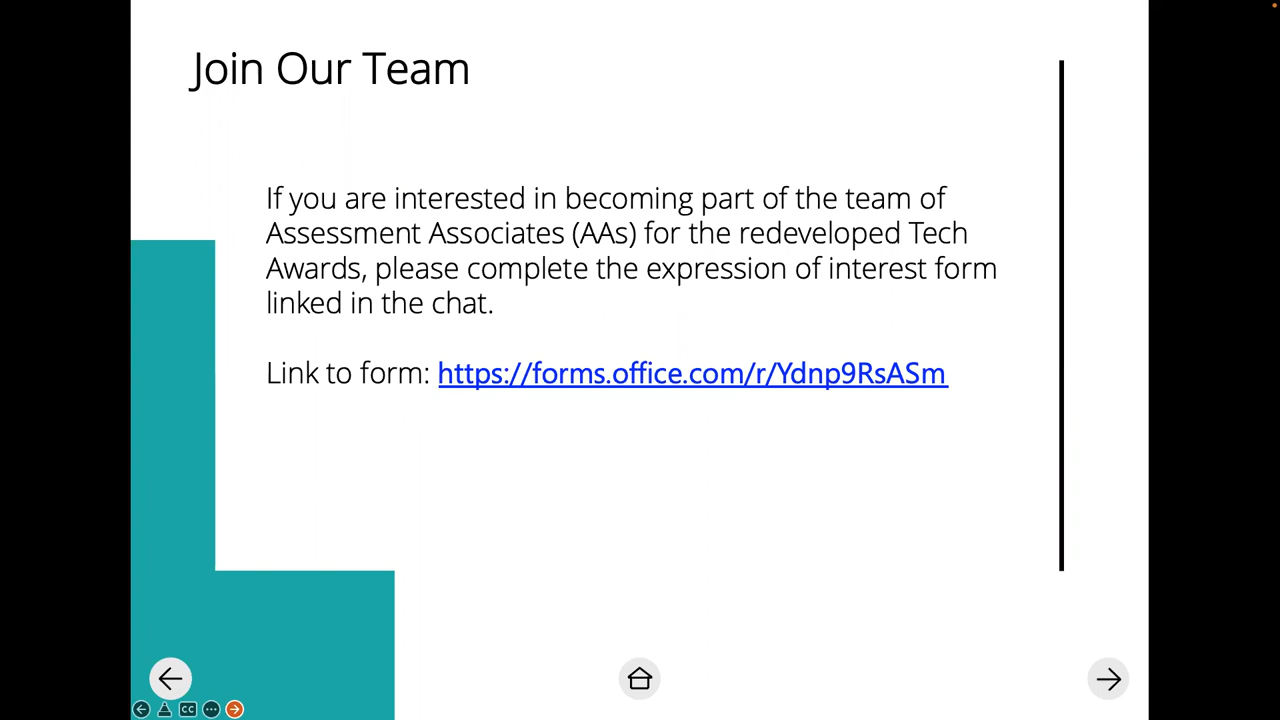 Join Our Team
If you are interested in becoming part of the team of
Assessment Associates (AAs) for the redeveloped Tech
Awards, please complete the expression of interest form
linked in the chat.
Link to form: https://forms.office.com/r/Ydnp9RsASm
CC